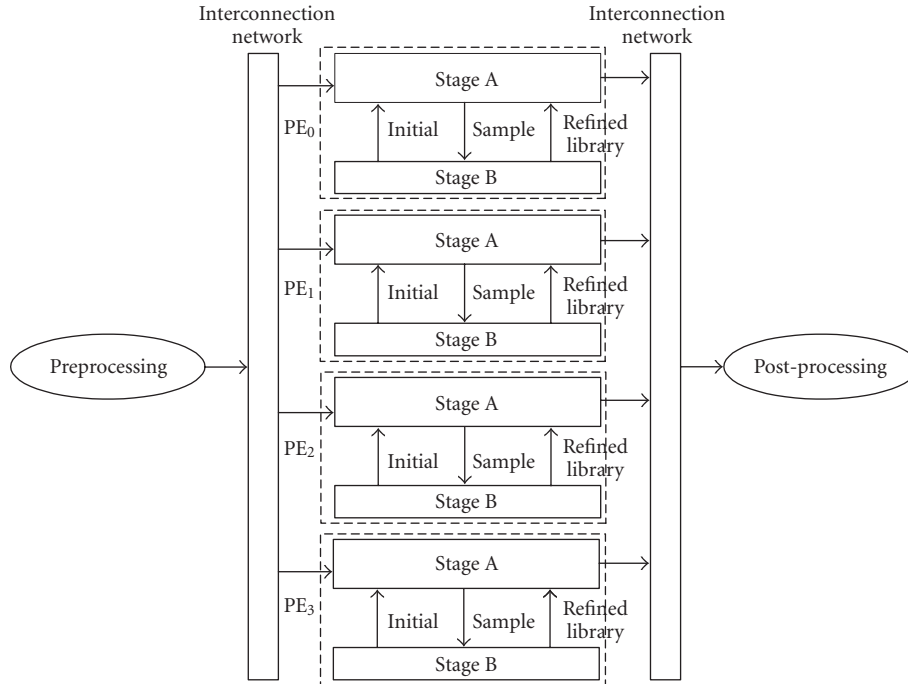 Interconnection
network
Interconnection
network
Stage A
PE₀
Initial
Sample
Refined
library
Stage B
Stage A
PE₁
Initial
Sample
Refined
library
Stage B
Preprocessing
Post-processing
Stage A
PE₂
Initial
Sample
Refined
library
Stage B
Stage A
PE₃
Initial
Sample
Refined
library
Stage B